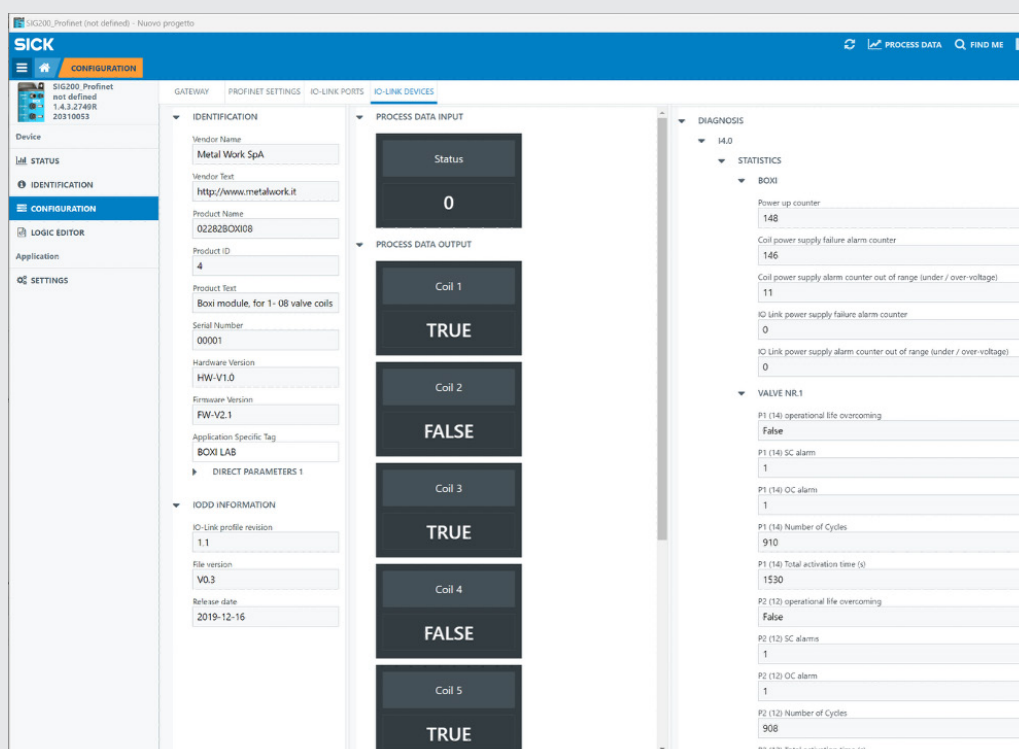 SIG200_Profinet (not defined) - Nuovo progetto
SICK
PROCESS DATA
FIND ME
CONFIGURATION
SIG200_Profinet
not defined
1.4.3.2749R
20310053
Device
STATUS
IDENTIFICATION
CONFIGURATION
LOGIC EDITOR
Application
SETTINGS
GATEWAY
PROFINET SETTINGS
IO-LINK PORTS
IO-LINK DEVICES
IDENTIFICATION
Vendor Name
Metal Work SpA
Vendor Text
http://www.metalwork.it
Product Name
02282BOXI08
Product ID
4
Product Text
Boxi module, for 1- 08 valve coils
Serial Number
00001
Hardware Version
HW-V1.0
Firmware Version
FW-V2.1
Application Specific Tag
BOXI LAB
DIRECT PARAMETERS 1
IODD INFORMATION
IO-Link profile revision
1.1
File version
V0.3
Release date
2019-12-16
PROCESS DATA INPUT
Status
0
PROCESS DATA OUTPUT
Coil 1
TRUE
Coil 2
FALSE
Coil 3
TRUE
Coil 4
FALSE
Coil 5
TRUE
DIAGNOSIS
I4.0
STATISTICS
BOXI
Power up counter
148
Coil power supply failure alarm counter
146
Coil power supply alarm counter out of range (under / over-voltage)
11
IO Link power supply failure alarm counter
0
IO Link power supply alarm counter out of range (under / over-voltage)
0
VALVE NR.1
P1 (14) operational life overcoming
False
P1 (14) SC alarm
1
P1 (14) OC alarm
1
P1 (14) Number of Cycles
910
P1 (14) Total activation time (s)
1530
P2 (12) operational life overcoming
False
P2 (12) SC alarms
1
P2 (12) OC alarm
1
P2 (12) Number of Cycles
908